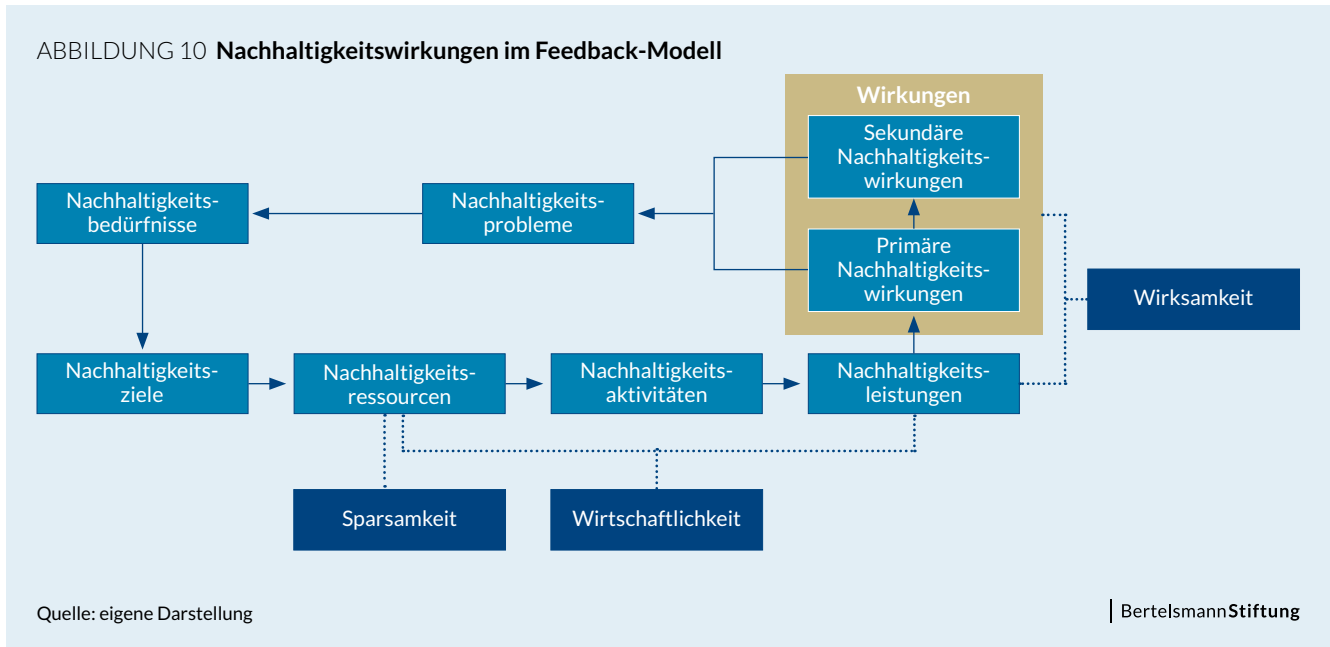 ABBILDUNG 10 Nachhaltigkeitswirkungen im Feedback-Modell
Wirkungen
Sekundäre
Nachhaltigkeits-
wirkungen
Nachhaltigkeits-
bedürfnisse
Nachhaltigkeits-
probleme
Primäre
Nachhaltigkeits-
wirkungen
Wirksamkeit
Nachhaltigkeits-
ziele
Nachhaltigkeits-
ressourcen
Nachhaltigkeits-
aktivitäten
Nachhaltigkeits-
leistungen
Sparsamkeit
Wirtschaftlichkeit
Quelle: eigene Darstellung
BertelsmannStiftung